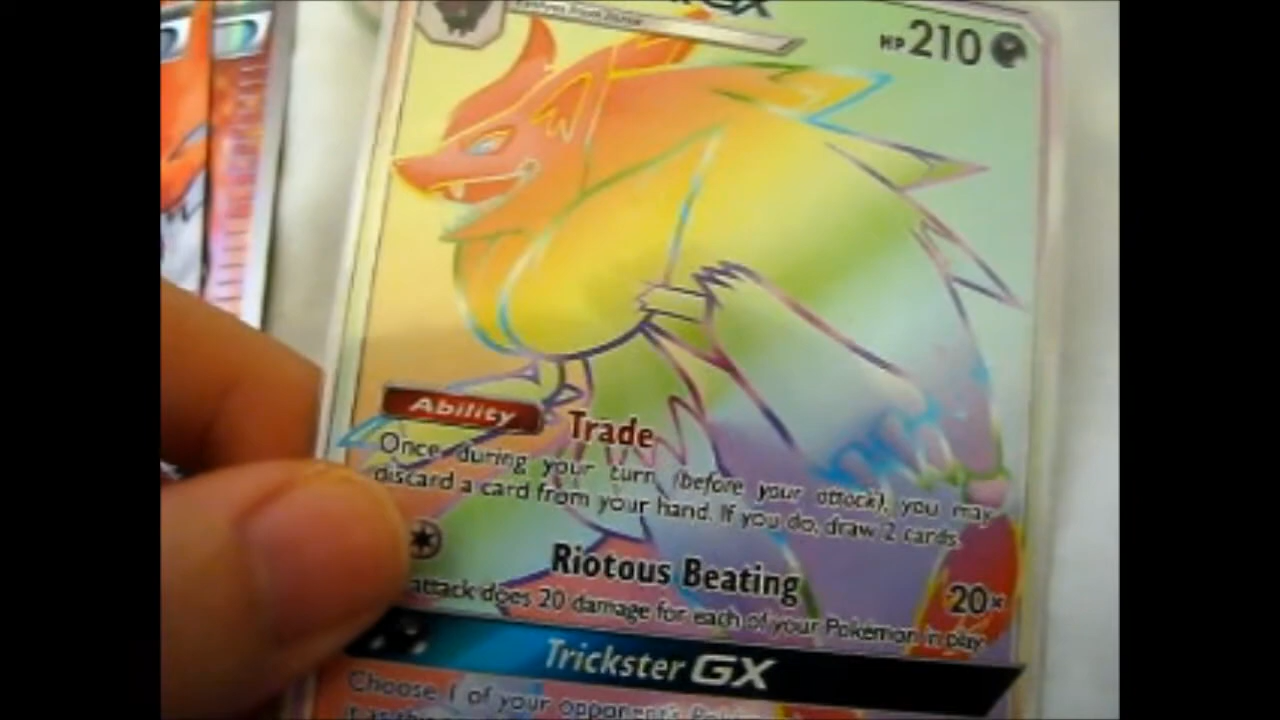 GX
HP 210
Ability Trade
Once during your turn (before your attack), you may
discard a card from your hand. If you do, draw 2 cards.
Riotous Beating 20×
attack does 20 damage for each of your Pokémon in play.
Trickster GX
Choose 1 of your opponent's